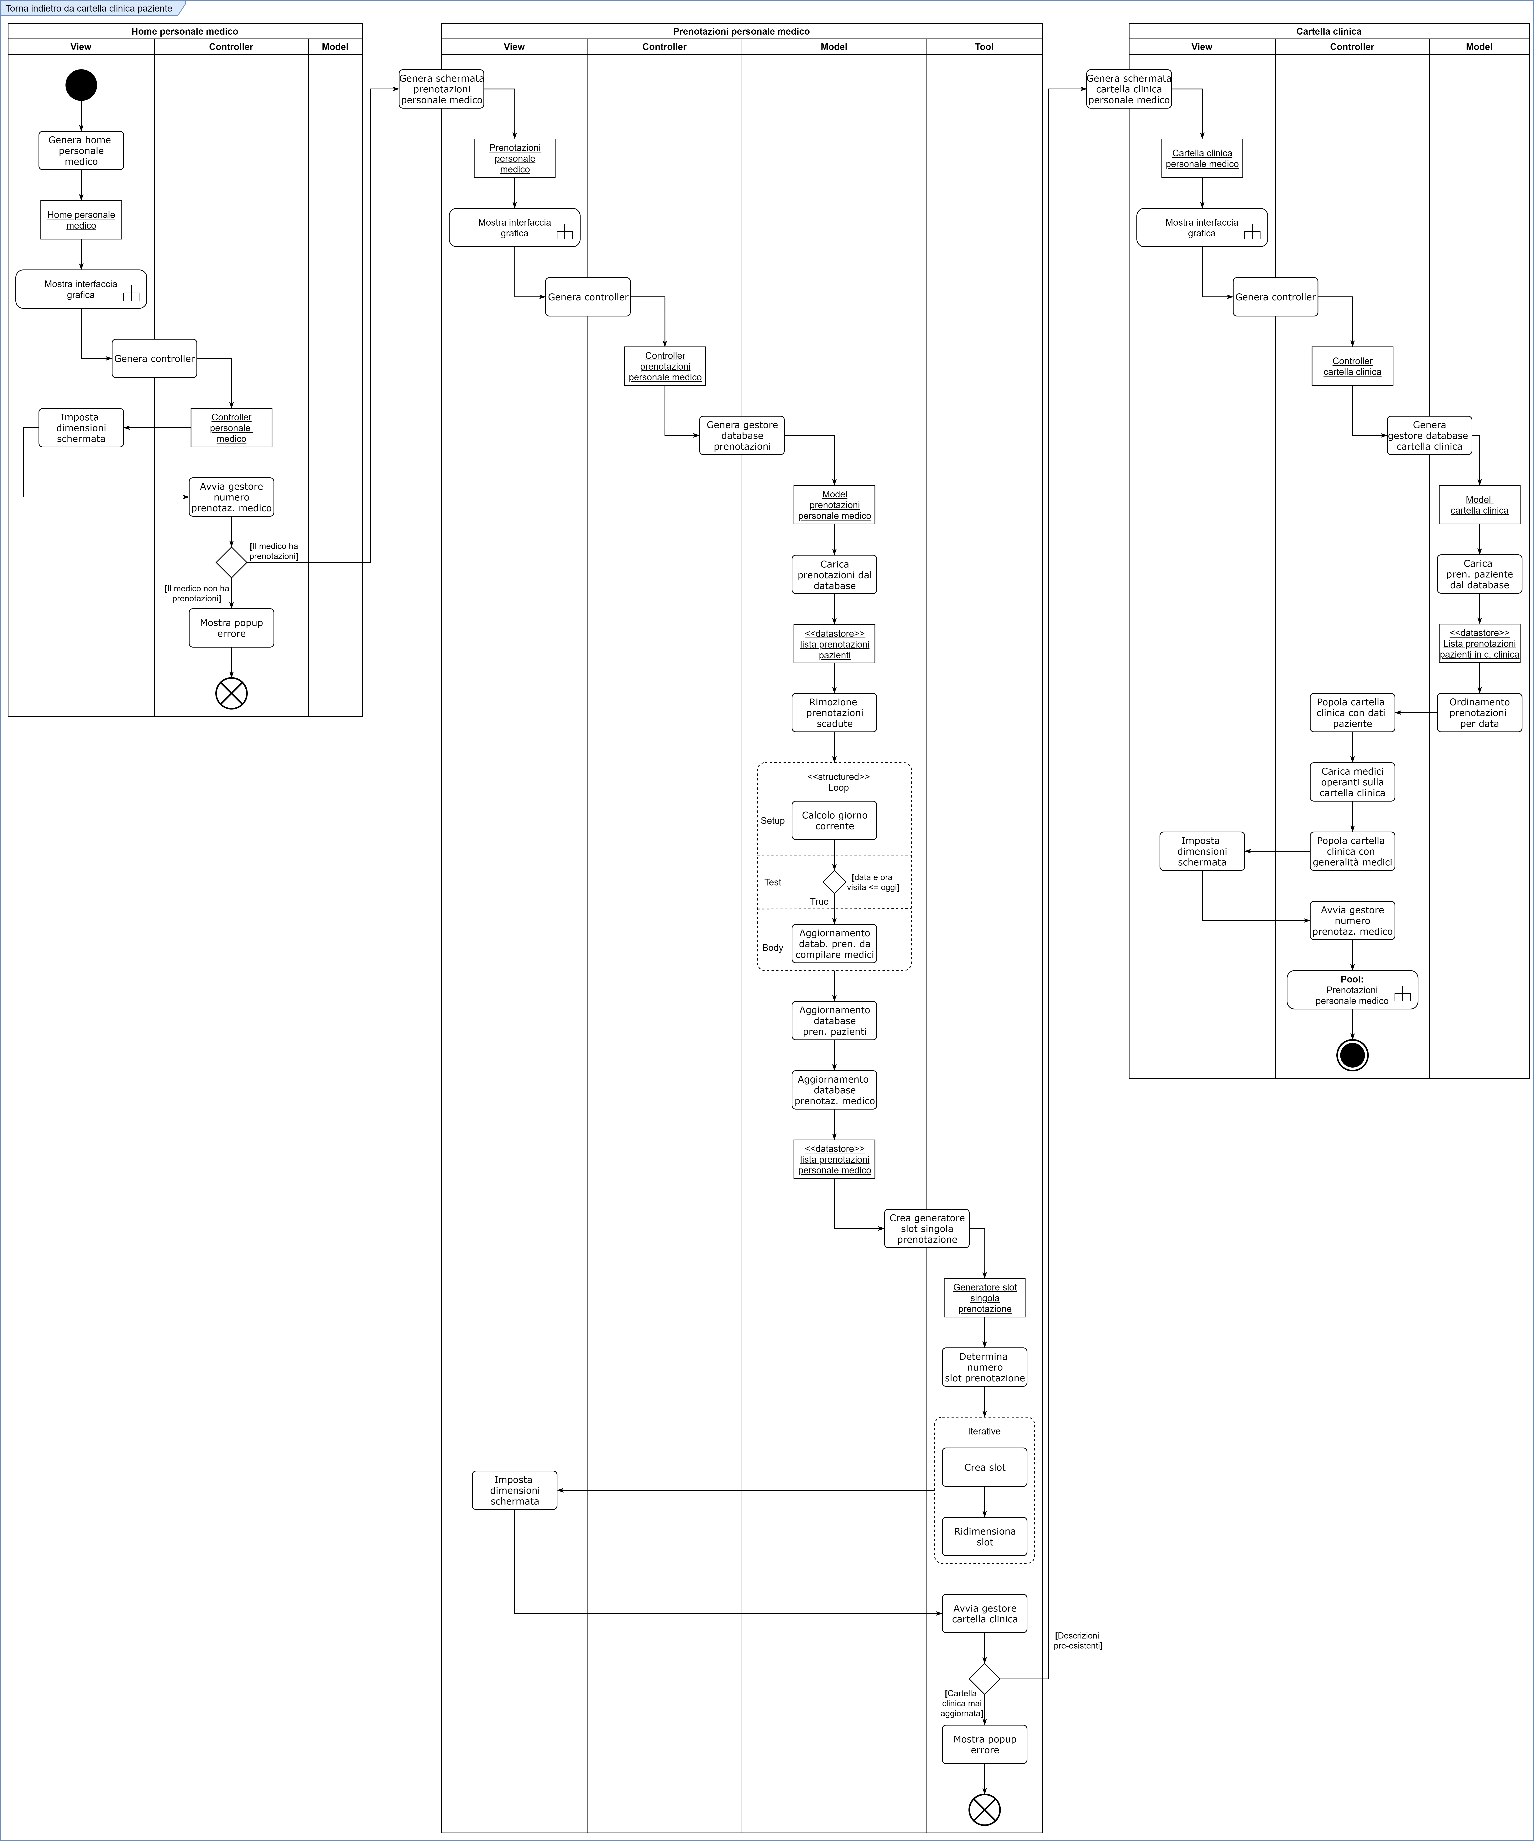 Torna indietro da cartella clinica paziente
Home personale medico
View
Controller
Model
Genera home
personale
medico
Home personale
medico
Mostra interfaccia
grafica
Genera controller
Controller
personale
medico
Imposta
dimensioni
schermata
Avvia gestore
numero
prenotaz. medico
[Il medico ha
prenotazioni]
[Il medico non ha
prenotazioni]
Mostra popup
errore
Prenotazioni personale medico
View
Controller
Model
Tool
Genera schermata
prenotazioni
personale medico
Prenotazioni
personale
medico
Mostra interfaccia
grafica
Genera controller
Controller
prenotazioni
personale medico
Genera gestore
database
prenotazioni
Model
prenotazioni
personale medico
Carica
prenotazioni dal
database
<<datastore>>
lista prenotazioni
pazienti
Rimozione
prenotazioni
scadute
<<structured>>
Loop
Setup
Calcolo giorno
corrente
Test
[data e ora
visita <= oggi]
True
Body
Aggiornamento
datab. pren. da
compilare medici
Aggiornamento
database
pren. pazienti
Aggiornamento
database
prenotaz. medico
<<datastore>>
lista prenotazioni
personale medico
Crea generatore
slot singola
prenotazione
Generatore slot
singola
prenotazione
Determina
numero
slot prenotazione
Iterative
Crea slot
Ridimensiona
slot
Imposta
dimensioni
schermata
Avvia gestore
cartella clinica
[Descrizioni
pre-esistenti]
[Cartella
clinica mai
aggiornata]
Mostra popup
errore
Cartella clinica
View
Controller
Model
Genera schermata
cartella clinica
personale medico
Cartella clinica
personale medico
Mostra interfaccia
grafica
Genera controller
Controller
cartella clinica
Genera
gestore database
cartella clinica
Model
cartella clinica
Carica
pren. paziente
dal database
<<datastore>>
Lista prenotazioni
pazienti in c. clinica
Ordinamento
prenotazioni
per data
Popola cartella
clinica con dati
paziente
Carica medici
operanti sulla
cartella clinica
Popola cartella
clinica con
generalità medici
Imposta
dimensioni
schermata
Avvia gestore
numero
prenotaz. medico
Pool:
Prenotazioni
personale medico